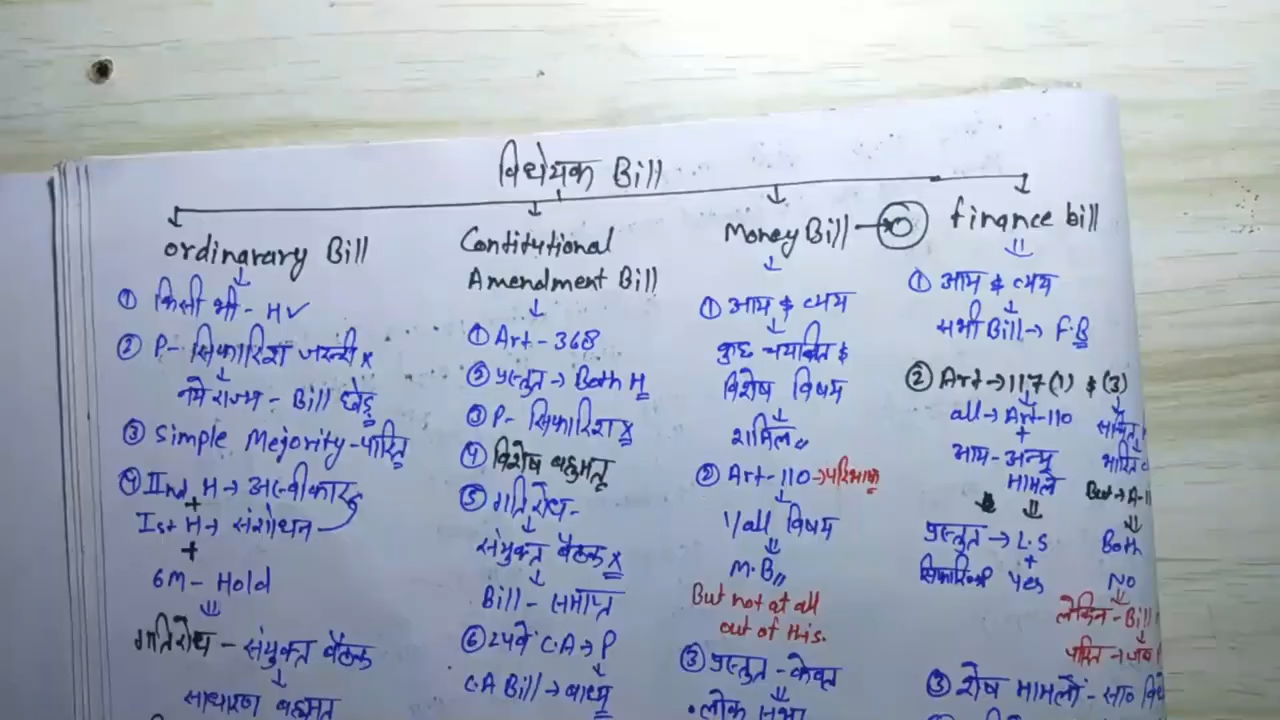 विधेयक Bill
ordinarary Bill
① किसी भी - H✓
② P- सिफारिश जरूरी x
नये राज्य - Bill छोड़
③ Simple Mejority - पारित
④ IInd H → अस्वीकार
+
Ist H → संशोधन
+
6M - Hold
गतिरोध - संयुक्त बैठक
साधारण बहुमत
Contitutional
Amendment Bill
① Art - 368
② प्रस्तुत → Both H
③ P- सिफारिश x
④ विशेष बहुमत
⑤ गतिरोध -
संयुक्त बैठक x
Bill - समाप्त
⑥ 24वे C.A → P
C.A Bill → बाध्य
Money Bill →
① आय & व्यय
कुछ चयनित &
विशेष विषय
शामिल
② Art - 110 → परिभाषा
1/all विषय
M.B
But not at all
out of this.
③ प्रस्तुत - केवल
• लोक सभा
finance bill
① आय & व्यय
सभी Bill → F.B
② Art → 117 (1) & (3)
all → Art - 110
+
आय - अन्य
मामले
प्रस्तुत → L.S
+
Yes
But → A-11
Both
No
लेकिन - Bill
③ शेष मामलों - सा०